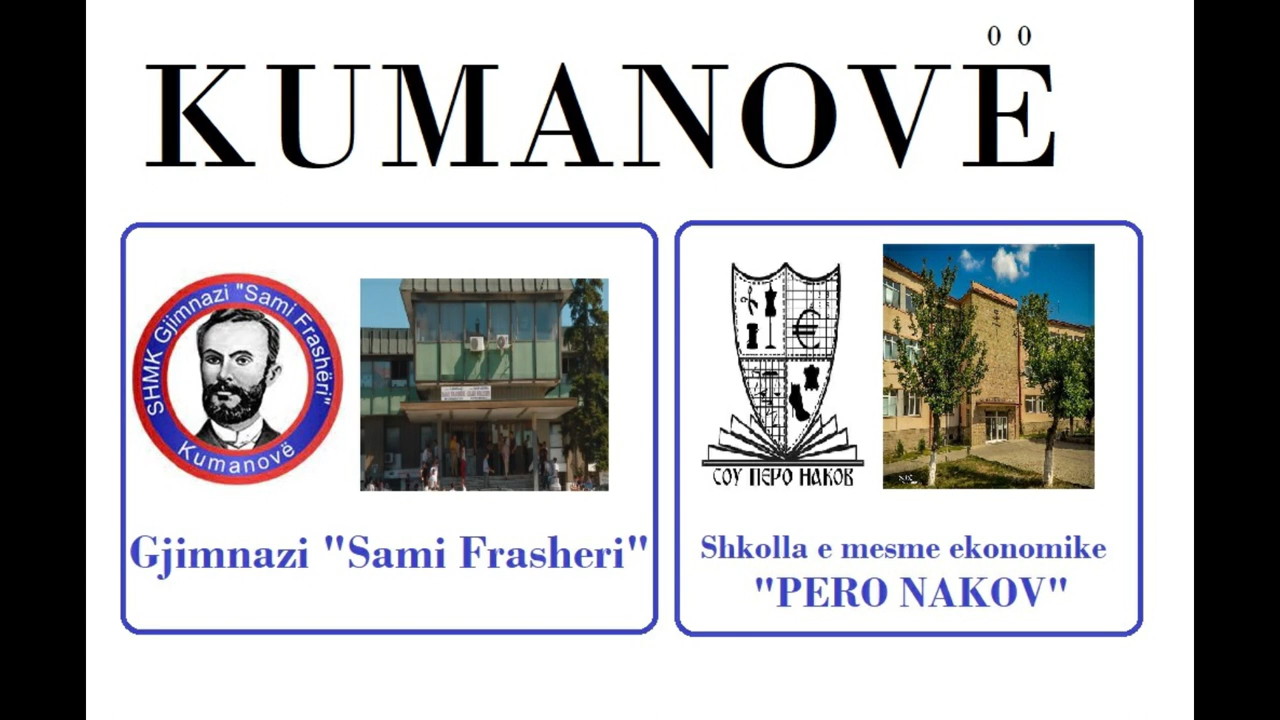 KUMANOVË
SHMK Gjimnazi "Sami Frashëri"
Kumanovë
Gjimnazi "Sami Frasheri"
СОУ ПЕРО НАКОВ
Shkolla e mesme ekonomike
"PERO NAKOV"